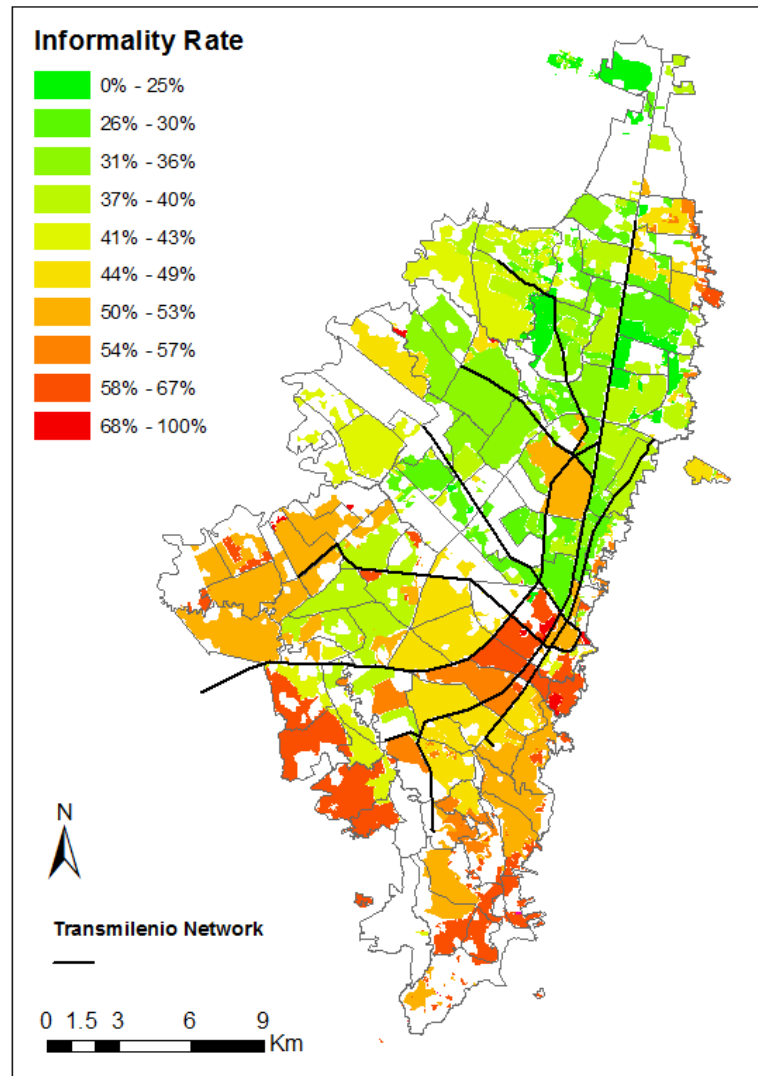 Informality Rate
0% - 25%
26% - 30%
31% - 36%
37% - 40%
41% - 43%
44% - 49%
50% - 53%
54% - 57%
58% - 67%
68% - 100%
N
Transmilenio Network
0 1.5 3 6 9
Km